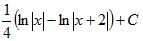 1/4 (ln|x| − ln|x+2|) + C